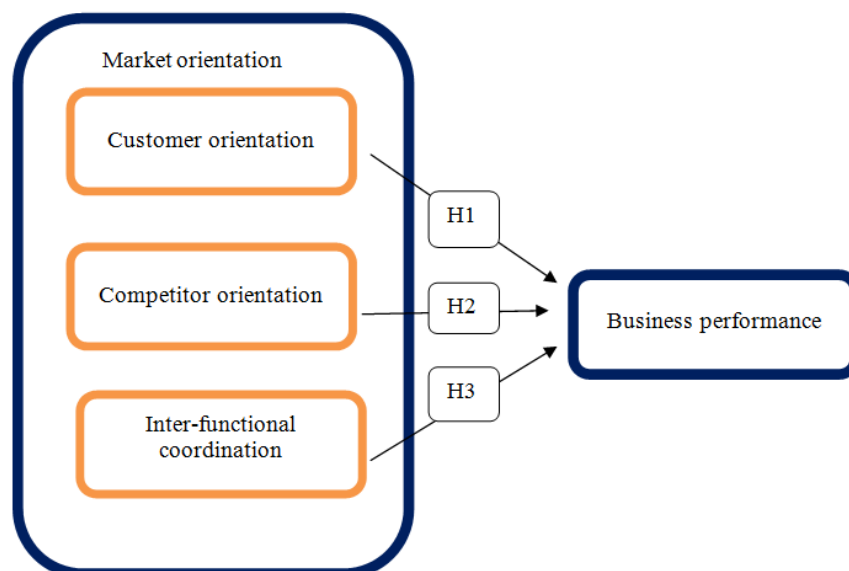 Market orientation
Customer orientation
H1
Competitor orientation
H2
Business performance
H3
Inter-functional
coordination